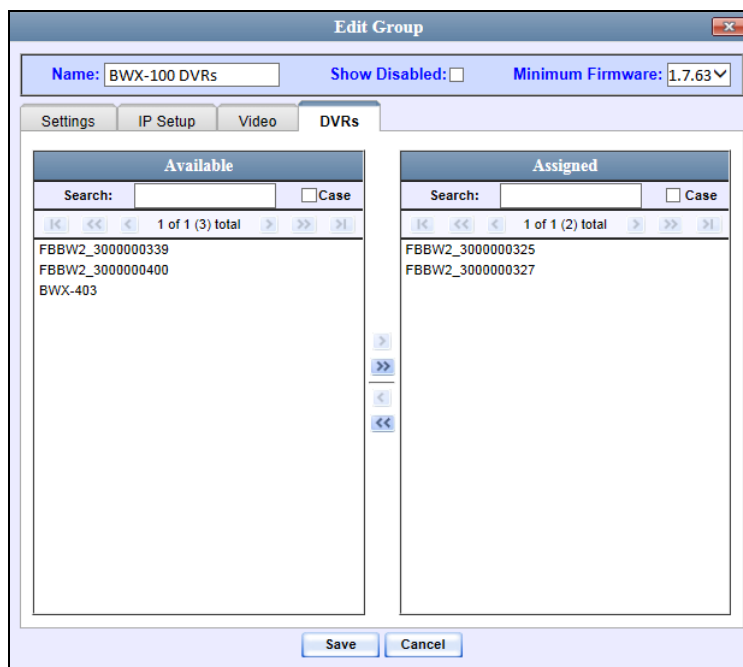 Edit Group
Name: BWX-100 DVRs Show Disabled: Minimum Firmware: 1.7.63
Settings IP Setup Video DVRs
Available
Search: Case
1 of 1 (3) total
FBBW2_3000000339
FBBW2_3000000400
BWX-403
Assigned
Search: Case
1 of 1 (2) total
FBBW2_3000000325
FBBW2_3000000327
Save Cancel